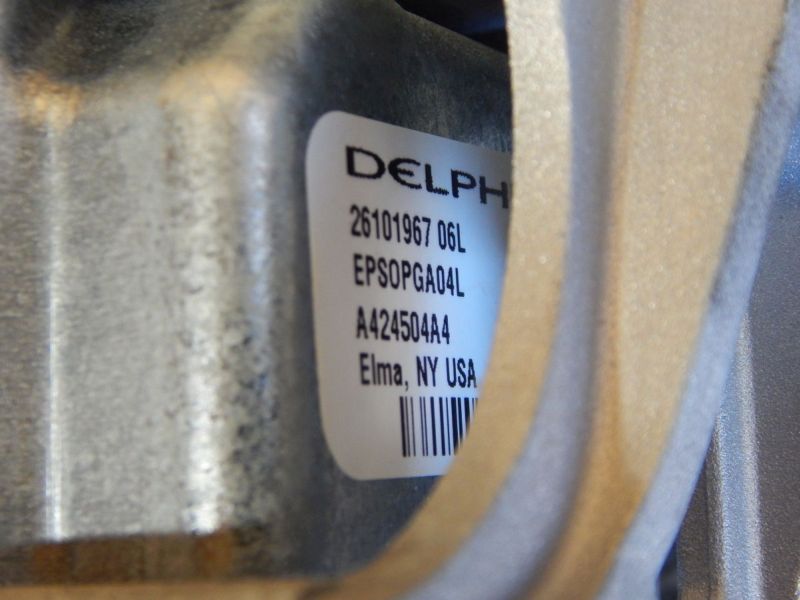 DELPH
26101967 06L
EPSOPGA04L
A424504A4
Elma, NY USA